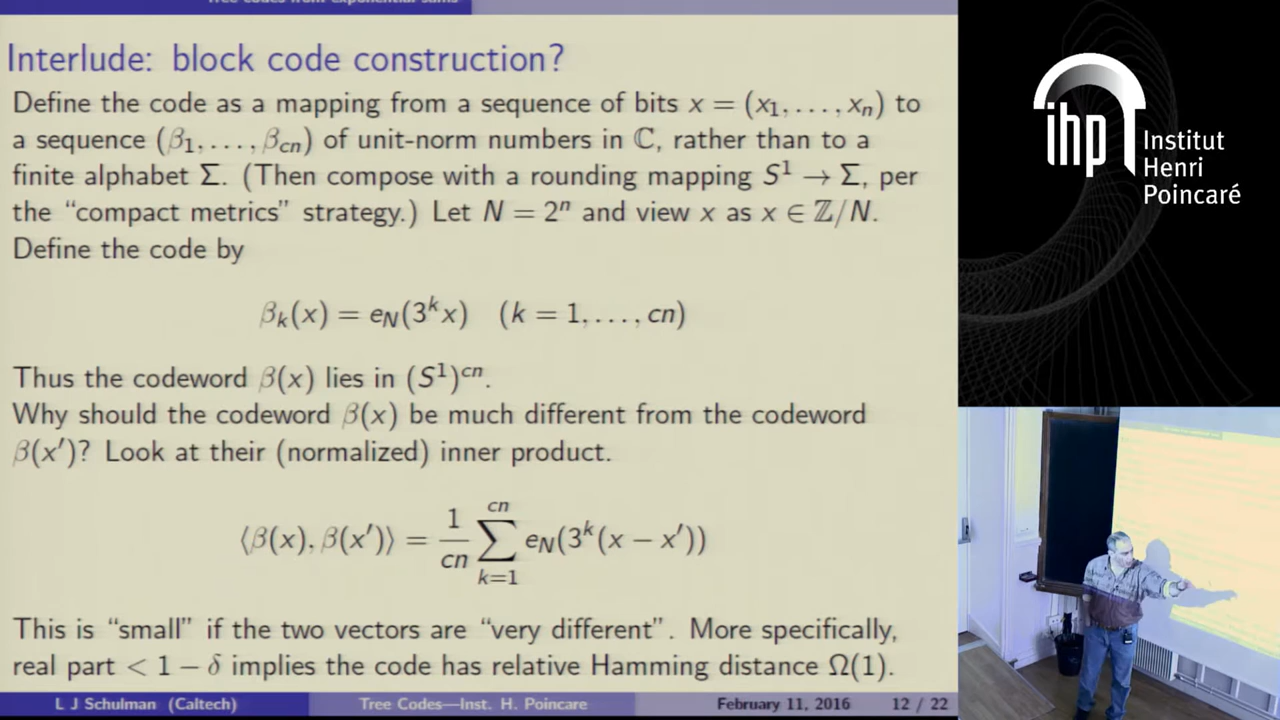 Tree codes from exponential sums
Interlude: block code construction?
Define the code as a mapping from a sequence of bits x = (x₁, . . . , xₙ) to
a sequence (β₁, . . . , β_{cn}) of unit-norm numbers in ℂ, rather than to a
finite alphabet Σ. (Then compose with a rounding mapping S¹ → Σ, per
the “compact metrics” strategy.) Let N = 2ⁿ and view x as x ∈ ℤ/N.
Define the code by
β_k(x) = e_N(3^k x) (k = 1, . . . , cn)
Thus the codeword β(x) lies in (S¹)^{cn}.
Why should the codeword β(x) be much different from the codeword
β(x′)? Look at their (normalized) inner product.
⟨β(x), β(x′)⟩ = \frac{1}{cn} \sum_{k=1}^{cn} e_N(3^k(x − x′))
This is “small” if the two vectors are “very different”. More specifically,
real part < 1 − δ implies the code has relative Hamming distance Ω(1).
L J Schulman (Caltech) Tree Codes—Inst. H. Poincare February 11, 2016 12 / 22
ihp
Institut
Henri
Poincaré